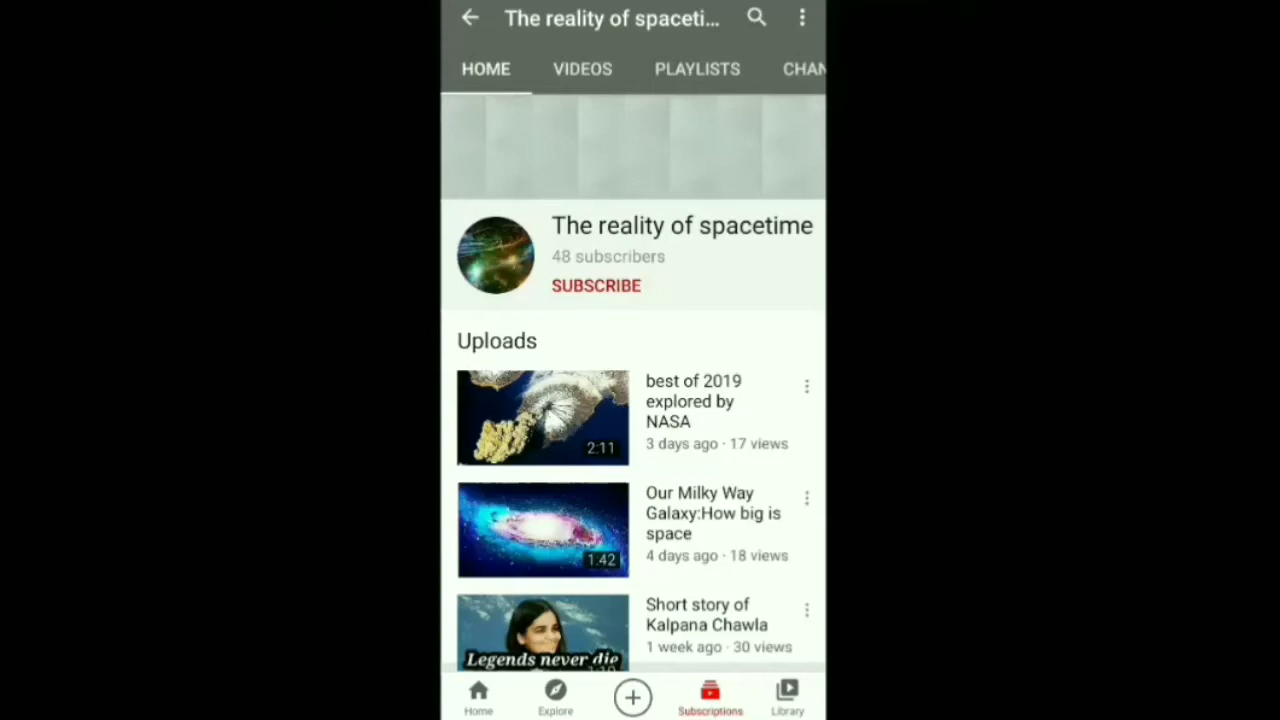 The reality of spaceti...
HOME VIDEOS PLAYLISTS CHAN
The reality of spacetime
48 subscribers
SUBSCRIBE
Uploads
best of 2019
explored by
NASA
3 days ago · 17 views
2:11
Our Milky Way
Galaxy:How big is
space
4 days ago · 18 views
1:42
Short story of
Kalpana Chawla
1 week ago · 30 views
Legends never die
Home Explore Subscriptions Library